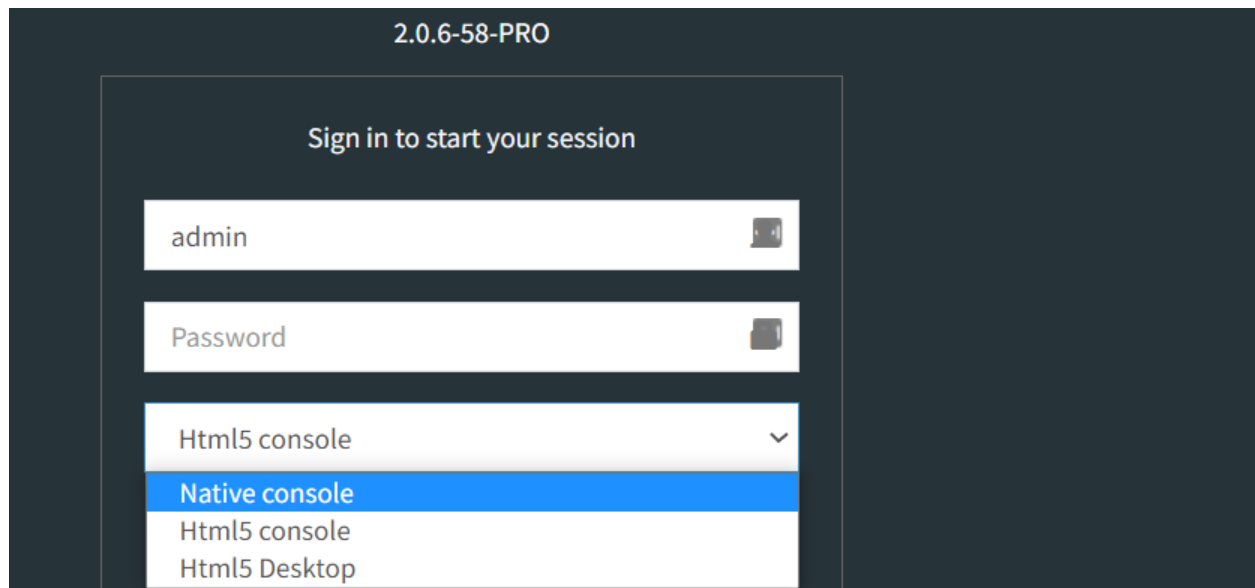 2.0.6-58-PRO
Sign in to start your session
admin
Password
Html5 console
Native console
Html5 console
Html5 Desktop